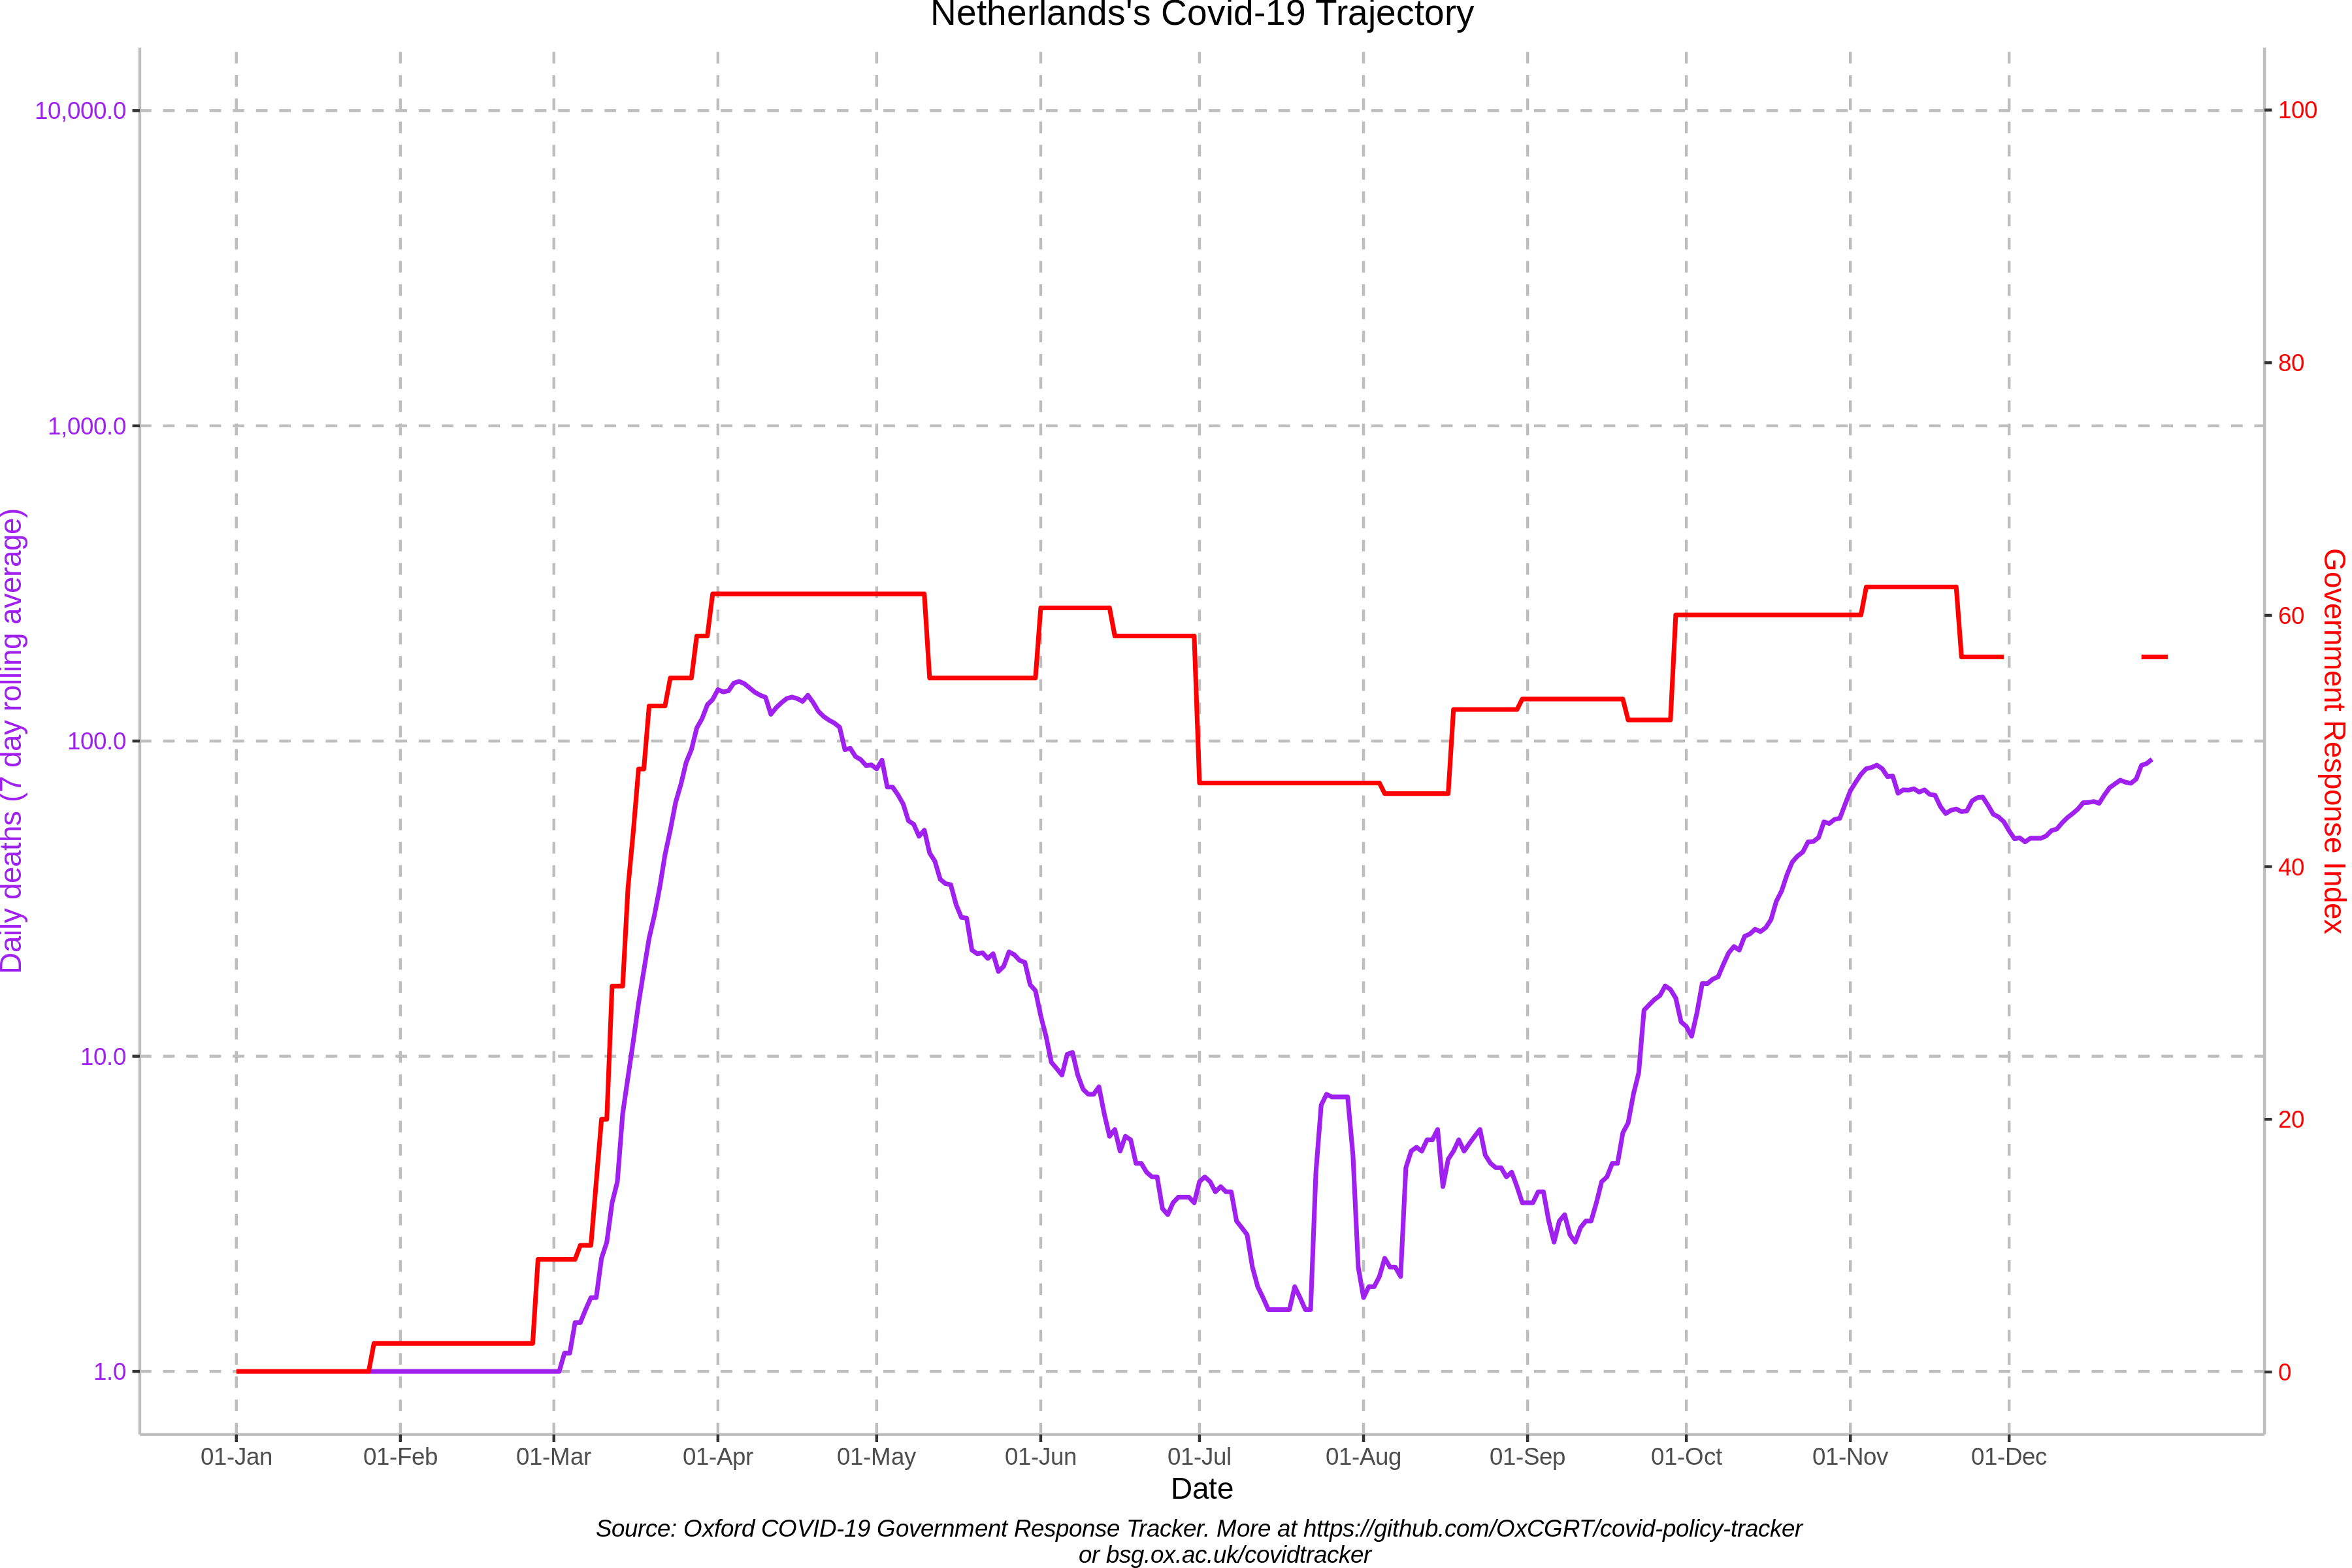 Netherlands's Covid-19 Trajectory
10,000.0
1,000.0
100.0
10.0
1.0
Daily deaths (7 day rolling average)
100
80
60
40
20
0
Government Response Index
01-Jan 01-Feb 01-Mar 01-Apr 01-May 01-Jun 01-Jul 01-Aug 01-Sep 01-Oct 01-Nov 01-Dec
Date
Source: Oxford COVID-19 Government Response Tracker. More at https://github.com/OxCGRT/covid-policy-tracker
or bsg.ox.ac.uk/covidtracker